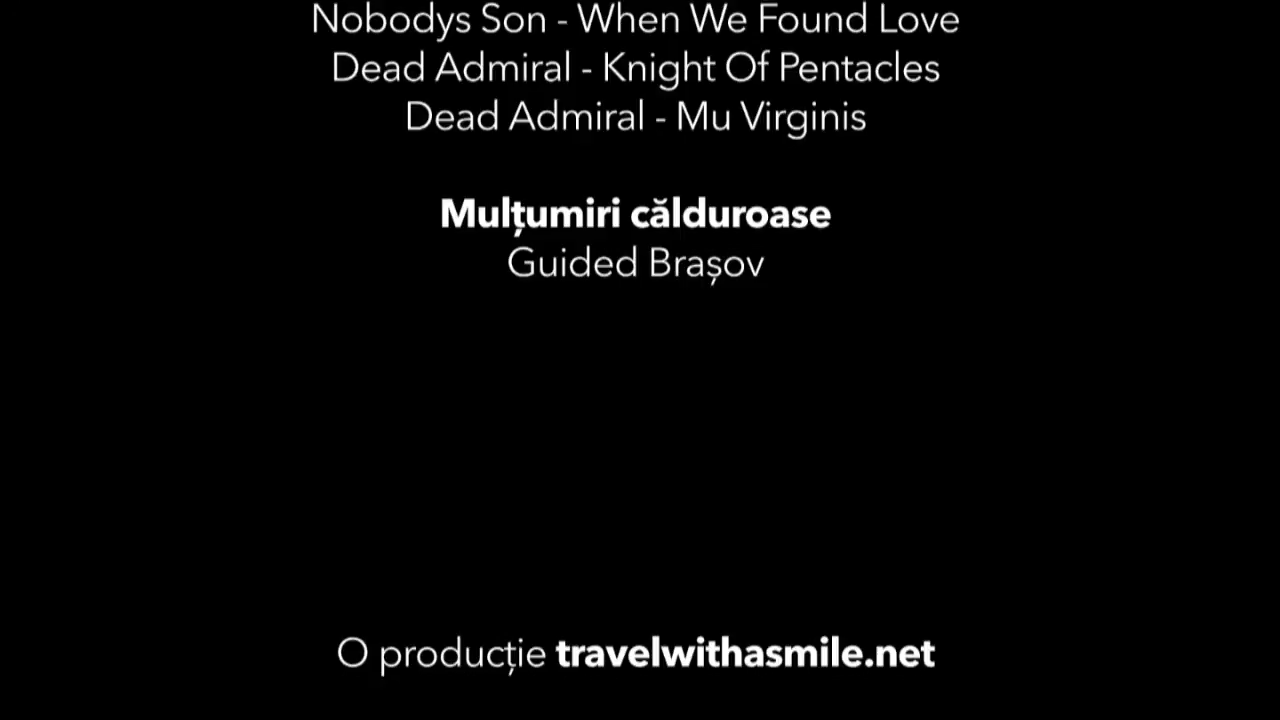 Nobodys Son - When We Found Love
Dead Admiral - Knight Of Pentacles
Dead Admiral - Mu Virginis
Mulțumiri călduroase
Guided Brașov
O producție travelwithasmile.net